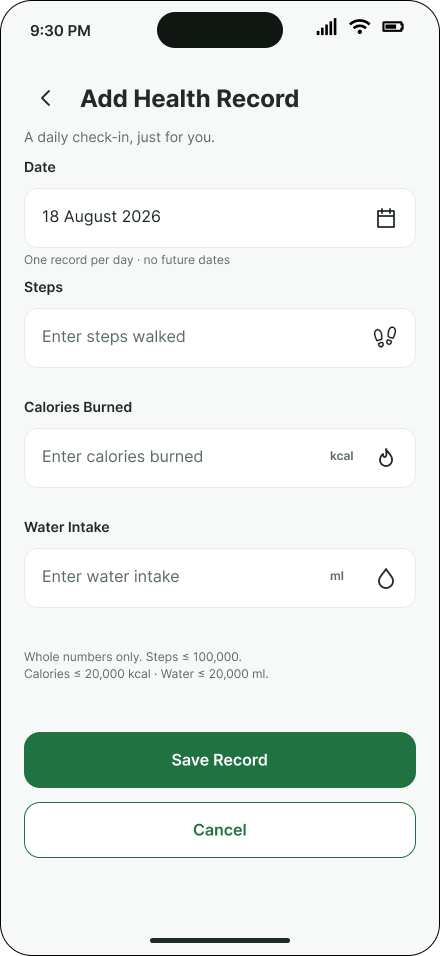 9:30 PM
Add Health Record
A daily check-in, just for you.
Date
18 August 2026
One record per day · no future dates
Steps
Enter steps walked
Calories Burned
Enter calories burned kcal
Water Intake
Enter water intake ml
Whole numbers only. Steps ≤ 100,000.
Calories ≤ 20,000 kcal · Water ≤ 20,000 ml.
Save Record
Cancel